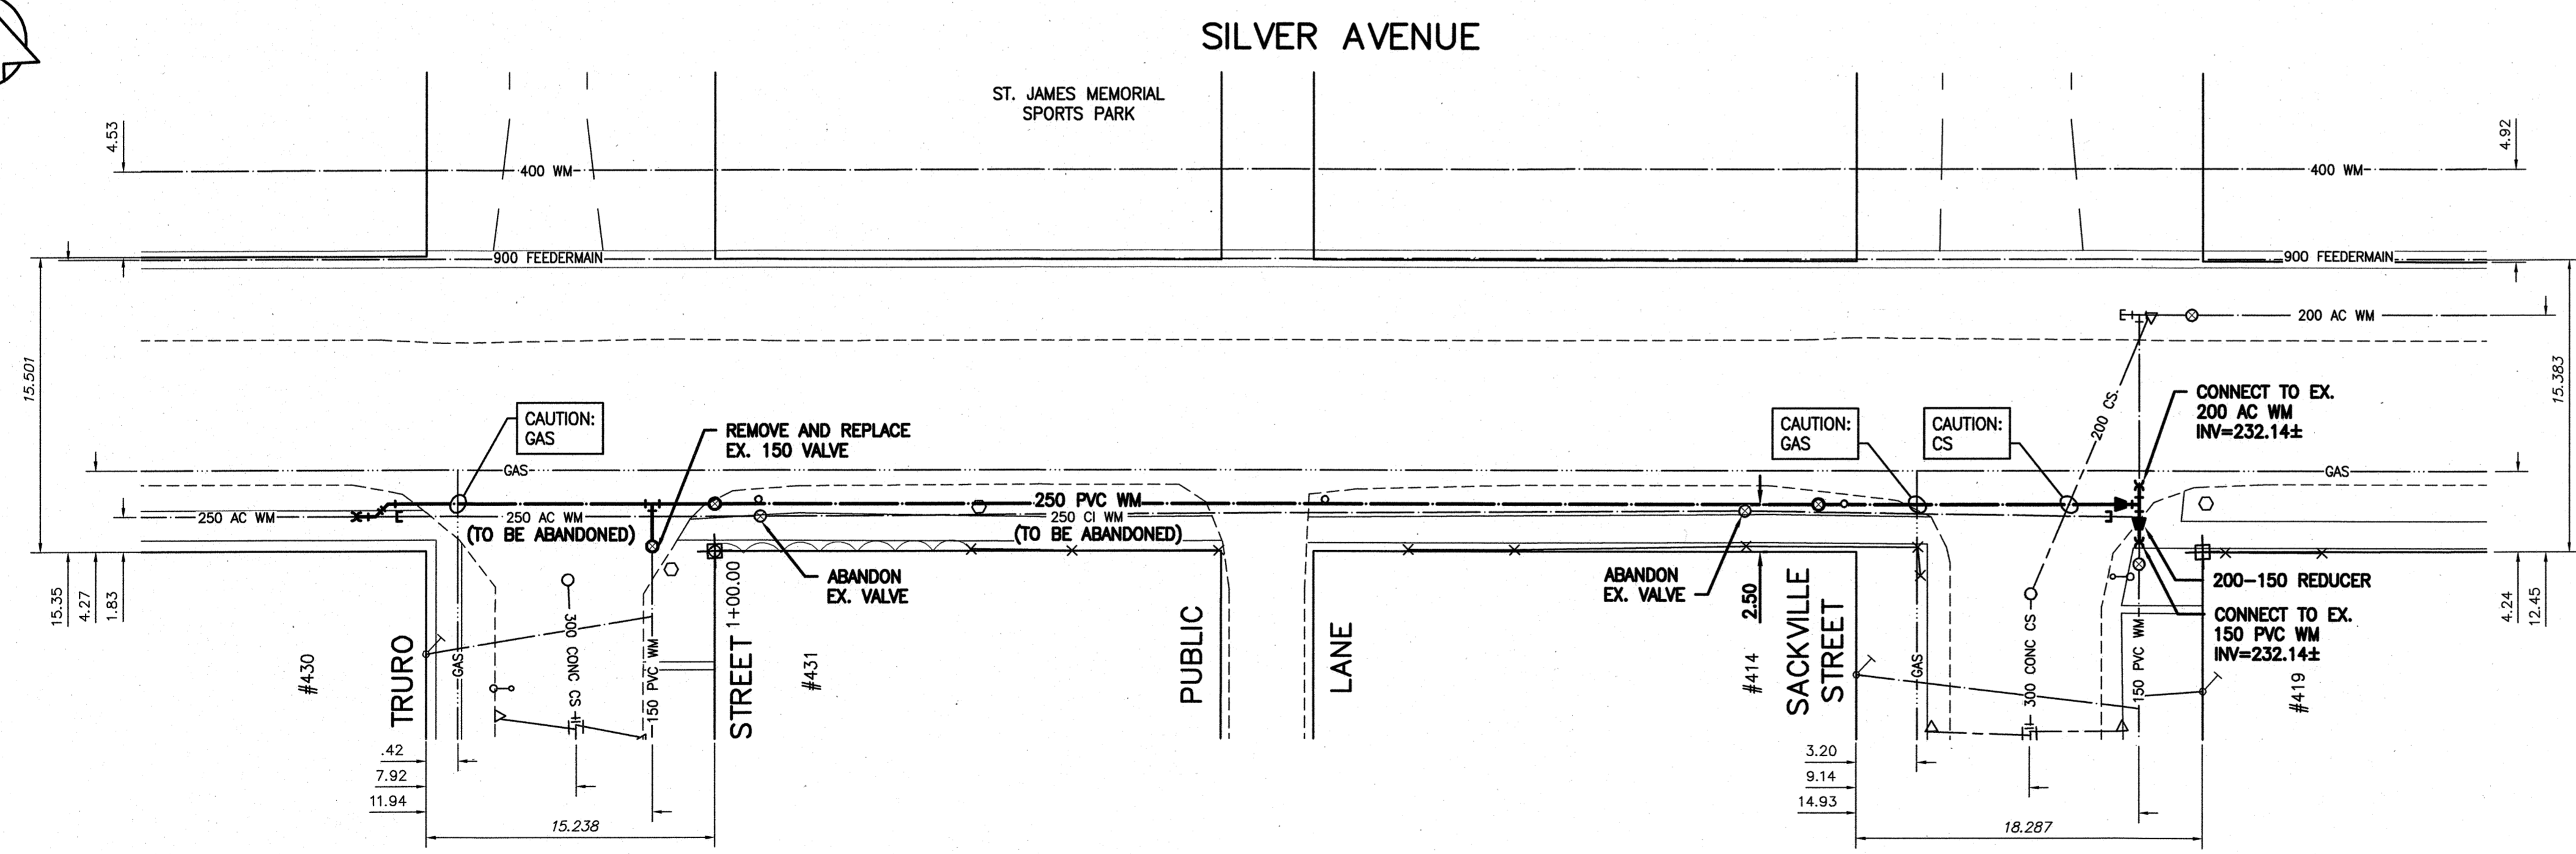 SILVER AVENUE
ST. JAMES MEMORIAL
SPORTS PARK
4.53
4.92
400 WM
400 WM
900 FEEDERMAIN
900 FEEDERMAIN
200 AC WM
15.501
15.383
200 CS.
CAUTION:
GAS
REMOVE AND REPLACE
EX. 150 VALVE
CAUTION:
GAS
CAUTION:
CS
CONNECT TO EX.
200 AC WM
INV=232.14±
GAS
GAS
250 PVC WM
250 AC WM
250 AC WM
(TO BE ABANDONED)
250 CI WM
(TO BE ABANDONED)
ABANDON
EX. VALVE
ABANDON
EX. VALVE
2.50
200-150 REDUCER
CONNECT TO EX.
150 PVC WM
INV=232.14±
15.35
4.27
1.83
4.24
12.45
1+00.00
#430
TRURO
GAS
300 CONC CS
150 PVC WM
STREET
#431
PUBLIC
LANE
#414
SACKVILLE
STREET
GAS
300 CONC CS
150 PVC WM
#419
.42
7.92
11.94
15.238
3.20
9.14
14.93
18.287